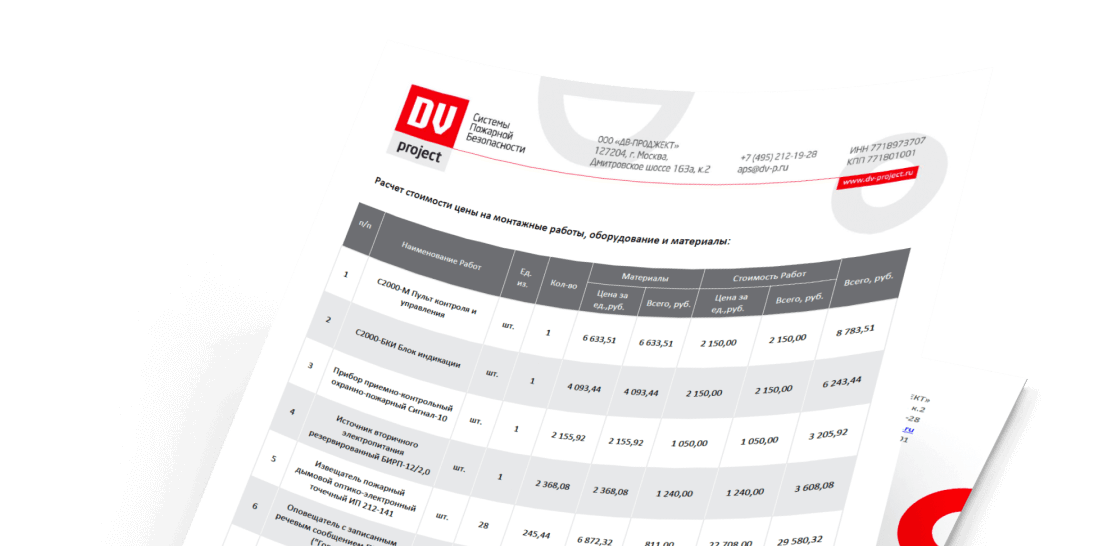 DV
project
Системы
Пожарной
Безопасности
ООО «ДВ-ПРОДЖЕКТ»
127204, г. Москва,
Дмитровское шоссе 163а, к.2
+7 (495) 212-19-28
aps@dv-p.ru
ИНН 7718973707
КПП 771801001
www.dv-project.ru
Расчет стоимости цены на монтажные работы, оборудование и материалы:
п/п Наименование Работ Ед. из. Кол-во Материалы Стоимость Работ Всего, руб.
Цена за ед.,руб. Всего, руб. Цена за ед.,руб. Всего, руб.
1 С2000-М Пульт контроля и управления шт. 1 6 633,51 6 633,51 2 150,00 2 150,00 8 783,51
2 С2000-БКИ Блок индикации шт. 1 4 093,44 4 093,44 2 150,00 2 150,00 6 243,44
3 Прибор приемно-контрольный охранно-пожарный Сигнал-10 шт. 1 2 155,92 2 155,92 1 050,00 1 050,00 3 205,92
4 Источник вторичного электропитания резервированный БИРП-12/2,0 шт. 1 2 368,08 2 368,08 1 240,00 1 240,00 3 608,08
5 Извещатель пожарный дымовой оптико-электронный точечный ИП 212-141 шт. 28 245,44 6 872,32 811,00 22 708,00 29 580,32
6 Оповещатель с записанным речевым сообщением
к.2
-28
ru
01